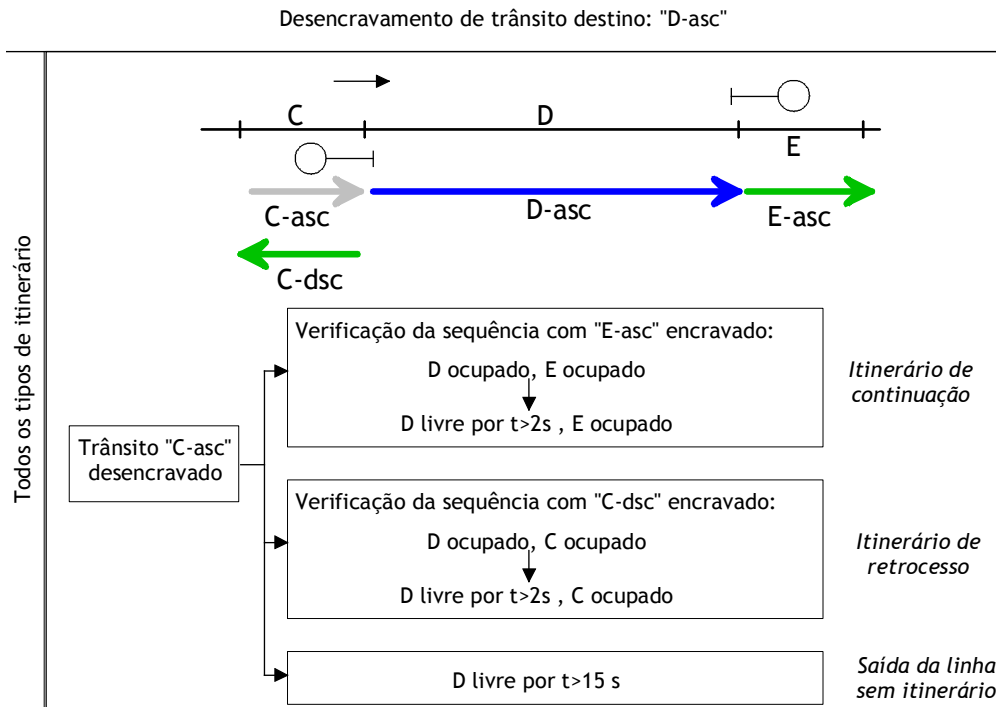 Desencravamento de trânsito destino: "D-asc"
Todos os tipos de itinerário
C
D
E
C-asc
D-asc
E-asc
C-dsc
Verificação da sequência com "E-asc" encravado:
D ocupado, E ocupado
D livre por t>2s , E ocupado
Itinerário de
continuação
Trânsito "C-asc"
desencravado
Verificação da sequência com "C-dsc" encravado:
D ocupado, C ocupado
D livre por t>2s , C ocupado
Itinerário de
retrocesso
D livre por t>15 s
Saída da linha
sem itinerário